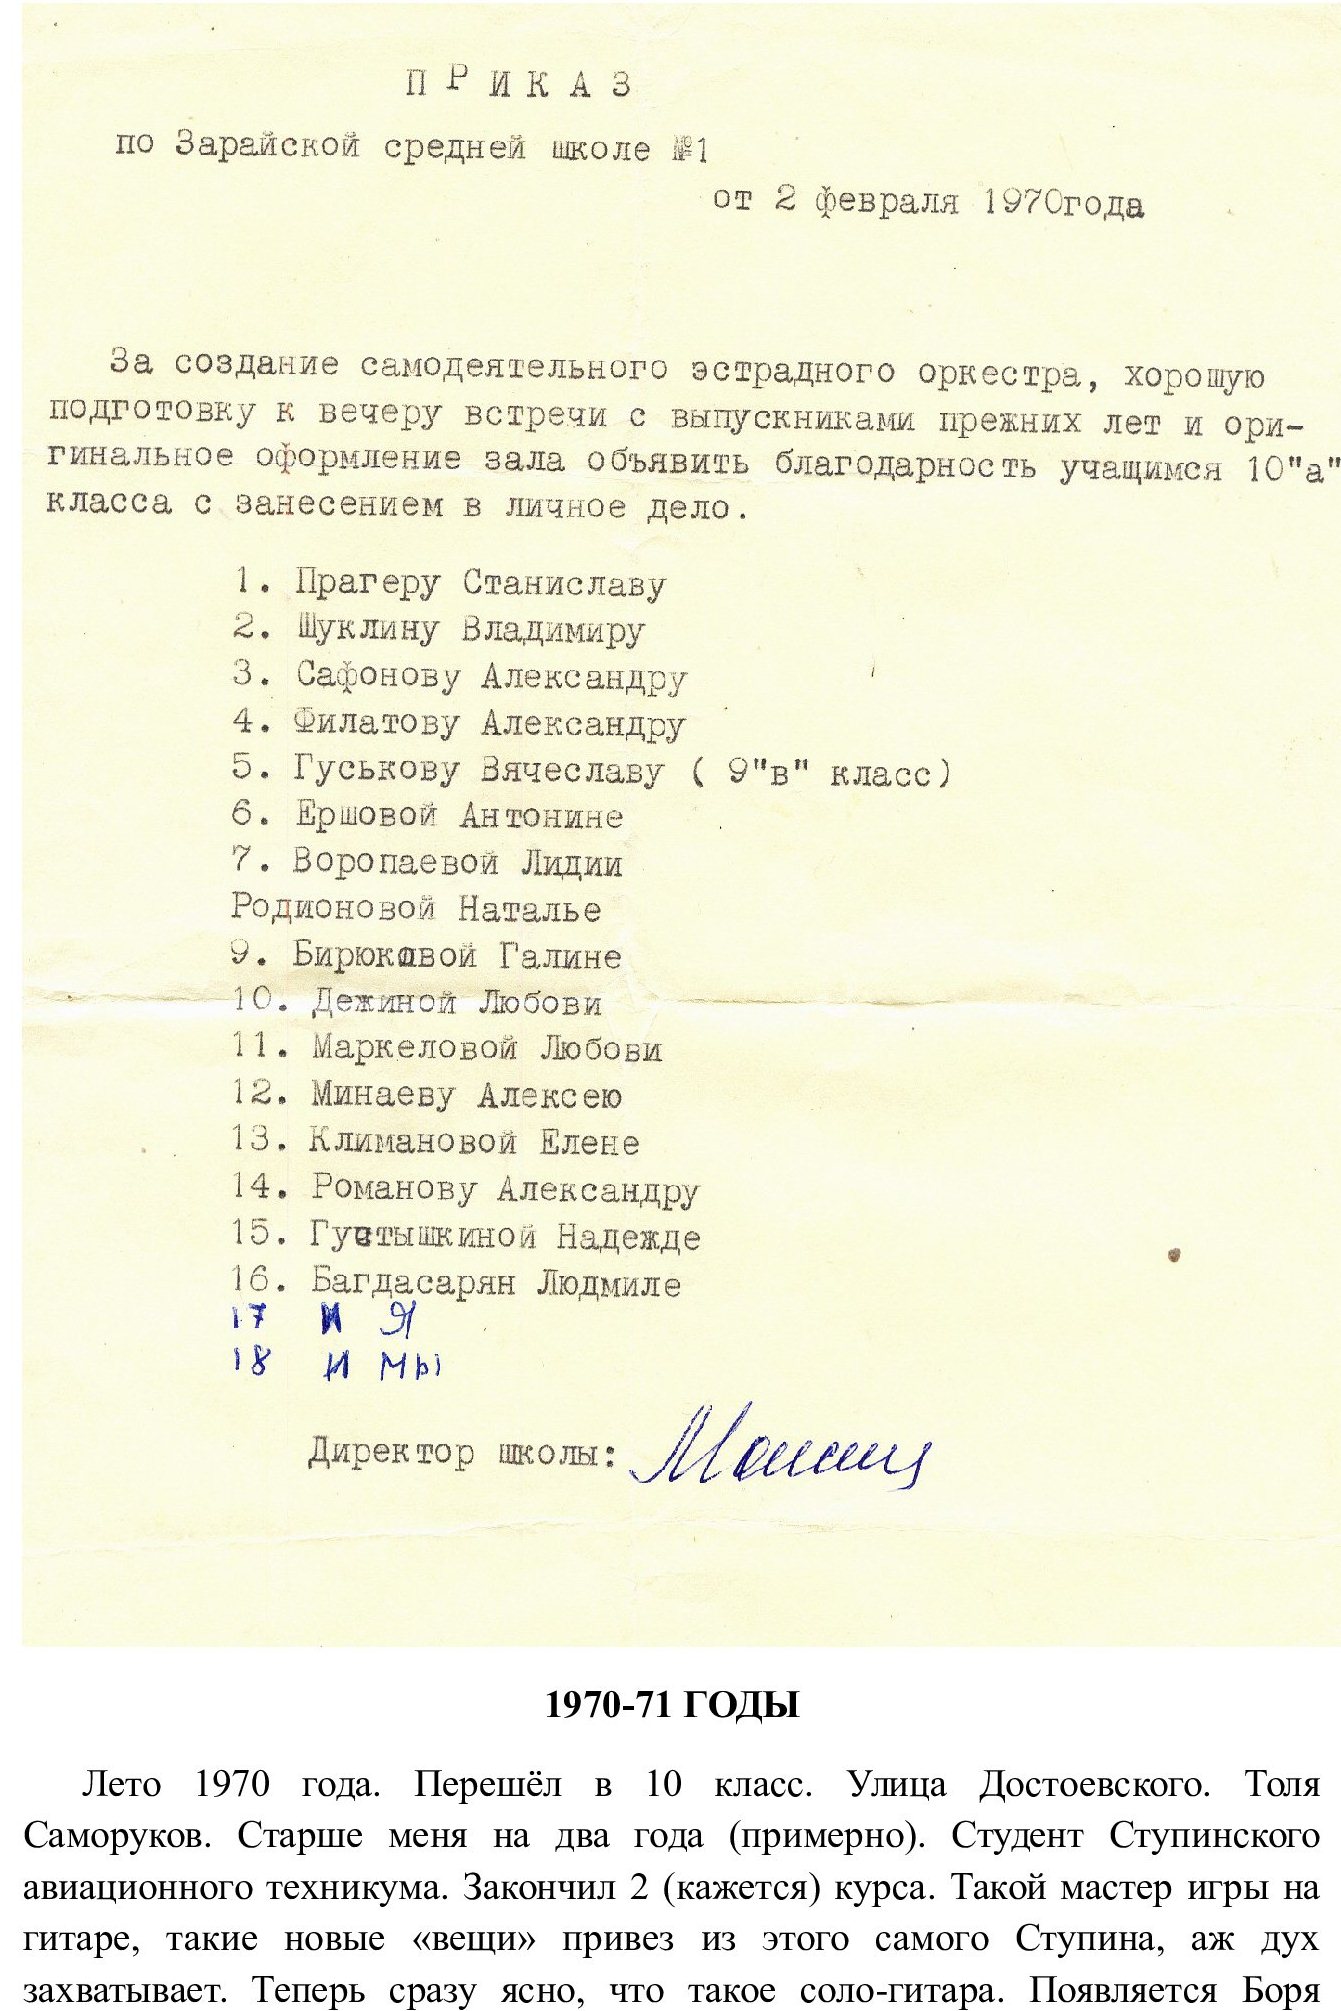 ПРИКАЗ
по Зарайской средней школе №1
от 2 февраля 1970года
За создание самодеятельного эстрадного оркестра, хорошую
подготовку к вечеру встречи с выпускниками прежних лет и ори-
гинальное оформление зала объявить благодарность учащимся 10"а"
класса с занесением в личное дело.
1. Прагеру Станиславу
2. Шуклину Владимиру
3. Сафонову Александру
4. Филатову Александру
5. Гуськову Вячеславу ( 9"в" класс)
6. Ершовой Антонине
7. Воропаевой Лидии
Родионовой Наталье
9. Бирюковой Галине
10. Дежиной Любови
11. Маркеловой Любови
12. Минаеву Алексею
13. Климановой Елене
14. Романову Александру
15. Надежде
16. Багдасарян Людмиле
17 и Я
18 и мы
Директор школы:
1970-71 ГОДЫ
Лето 1970 года. Перешёл в 10 класс. Улица Достоевского. Толя
Саморуков. Старше меня на два года (примерно). Студент Ступинского
авиационного техникума. Закончил 2 (кажется) курса. Такой мастер игры на
гитаре, такие новые «вещи» привез из этого самого Ступина, аж дух
захватывает. Теперь сразу ясно, что такое соло-гитара. Появляется Боря